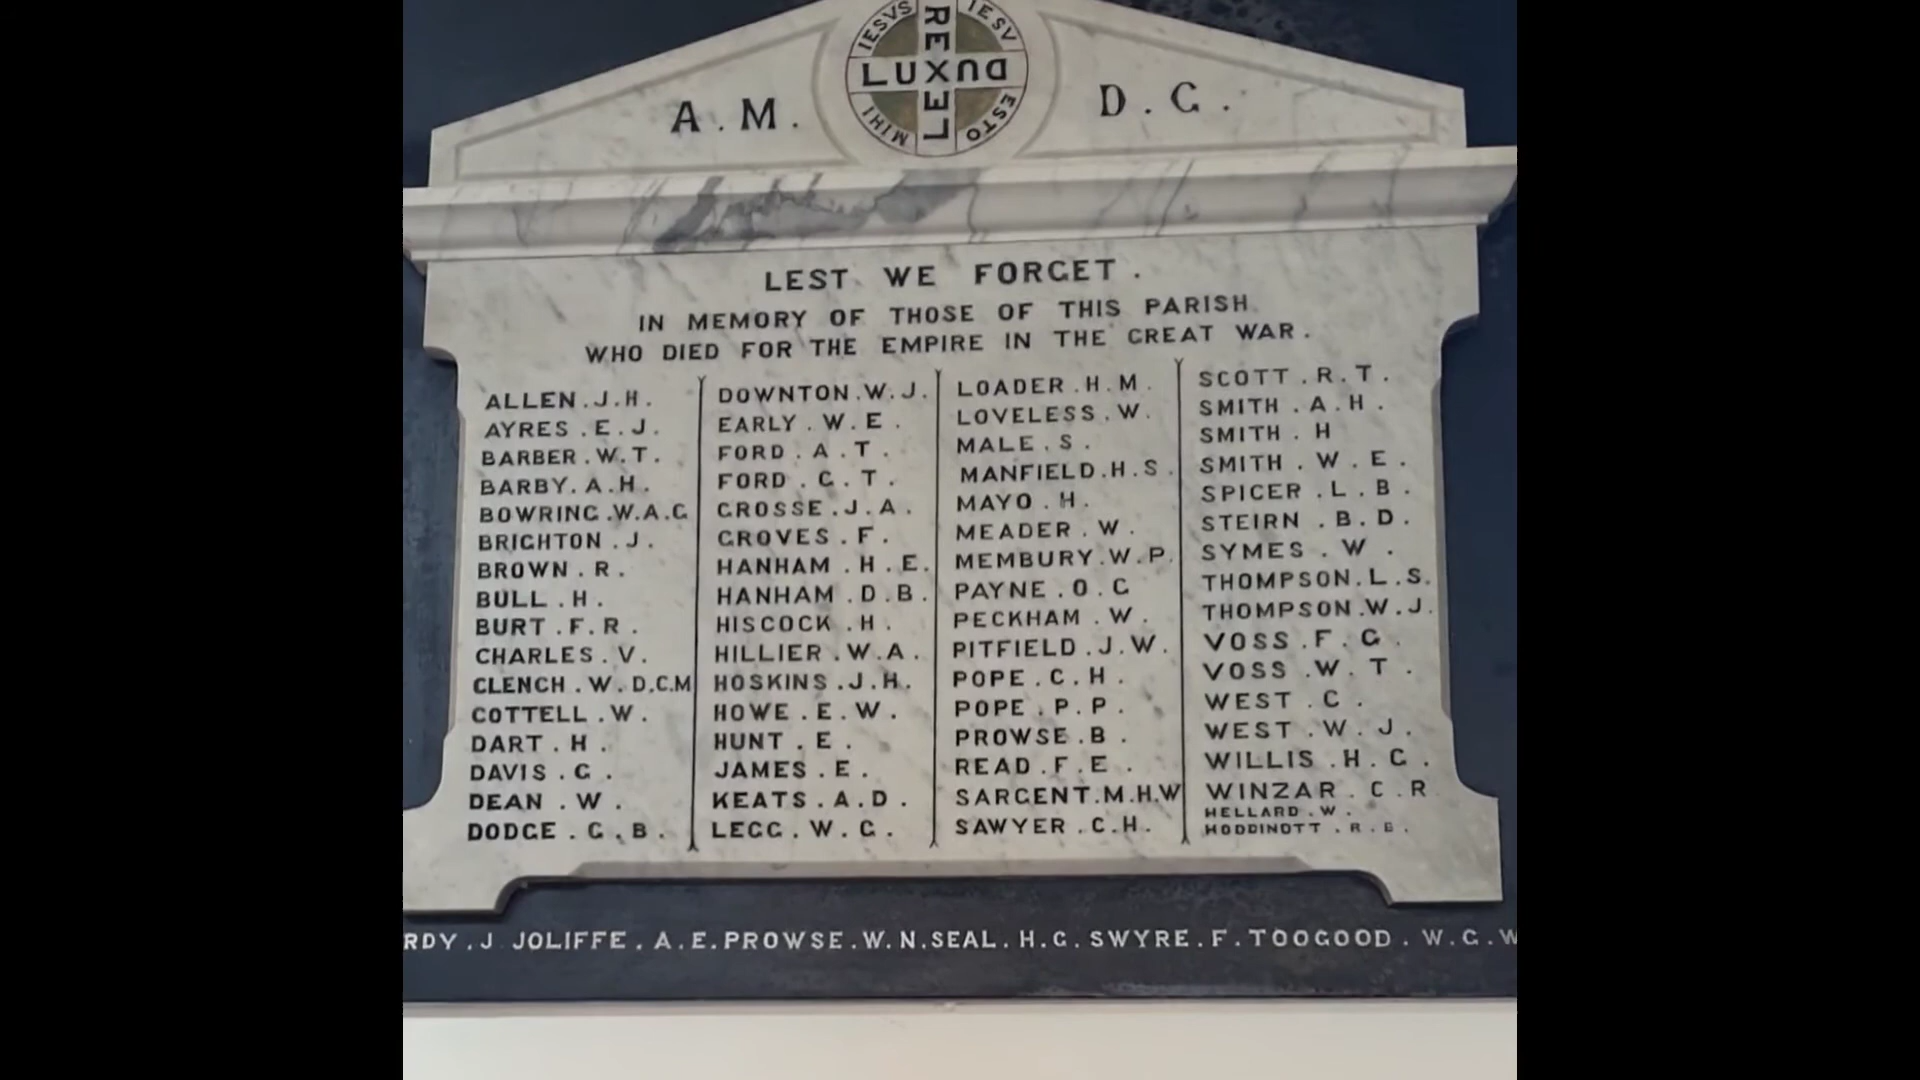 IESVS REX IESV
LUX DUX
MIHI LEX ESTO
A . M . D . G .
LEST WE FORGET .
IN MEMORY OF THOSE OF THIS PARISH
WHO DIED FOR THE EMPIRE IN THE GREAT WAR .
ALLEN . J . H .
AYRES . E . J .
BARBER . W . T .
BARBY . A . H .
BOWRING . W . A . G
BRIGHTON . J .
BROWN . R .
BULL . H .
BURT . F . R .
CHARLES . V .
CLENCH . W . D.C.M
COTTELL . W .
DART . H .
DAVIS . G .
DEAN . W .
DODGE . G . B .
DOWNTON . W . J .
EARLY . W . E .
FORD . A . T .
FORD . G . T .
GROSSE . J . A .
GROVES . F .
HANHAM . H . E .
HANHAM . D . B .
HISCOCK . H .
HILLIER . W . A .
HOSKINS . J . H .
HOWE . E . W .
HUNT . E .
JAMES . E .
KEATS . A . D .
LEGG . W . G .
LOADER . H . M .
LOVELESS . W .
MALE . S .
MANFIELD . H . S .
MAYO . H .
MEADER . W .
MEMBURY . W . P .
PAYNE . O . C
PECKHAM . W .
PITFIELD . J . W .
POPE . C . H .
POPE . P . P .
PROWSE . B .
READ . F . E .
SARGENT . M . H . W
SAWYER . C . H .
SCOTT . R . T .
SMITH . A . H .
SMITH . H
SMITH . W . E .
SPICER . L . B .
STEIRN . B . D .
SYMES . W .
THOMPSON . L . S .
THOMPSON . W . J .
VOSS . F . G .
VOSS . W . T .
WEST . C .
WEST . W . J .
WILLIS . H . G .
WINZAR . C . R
HELLARD . W .
HODDINOTT . R . E .
RDY . J JOLIFFE . A . E . PROWSE . W . N . SEAL . H . G . SWYRE . F . TOOGOOD . W . G . W